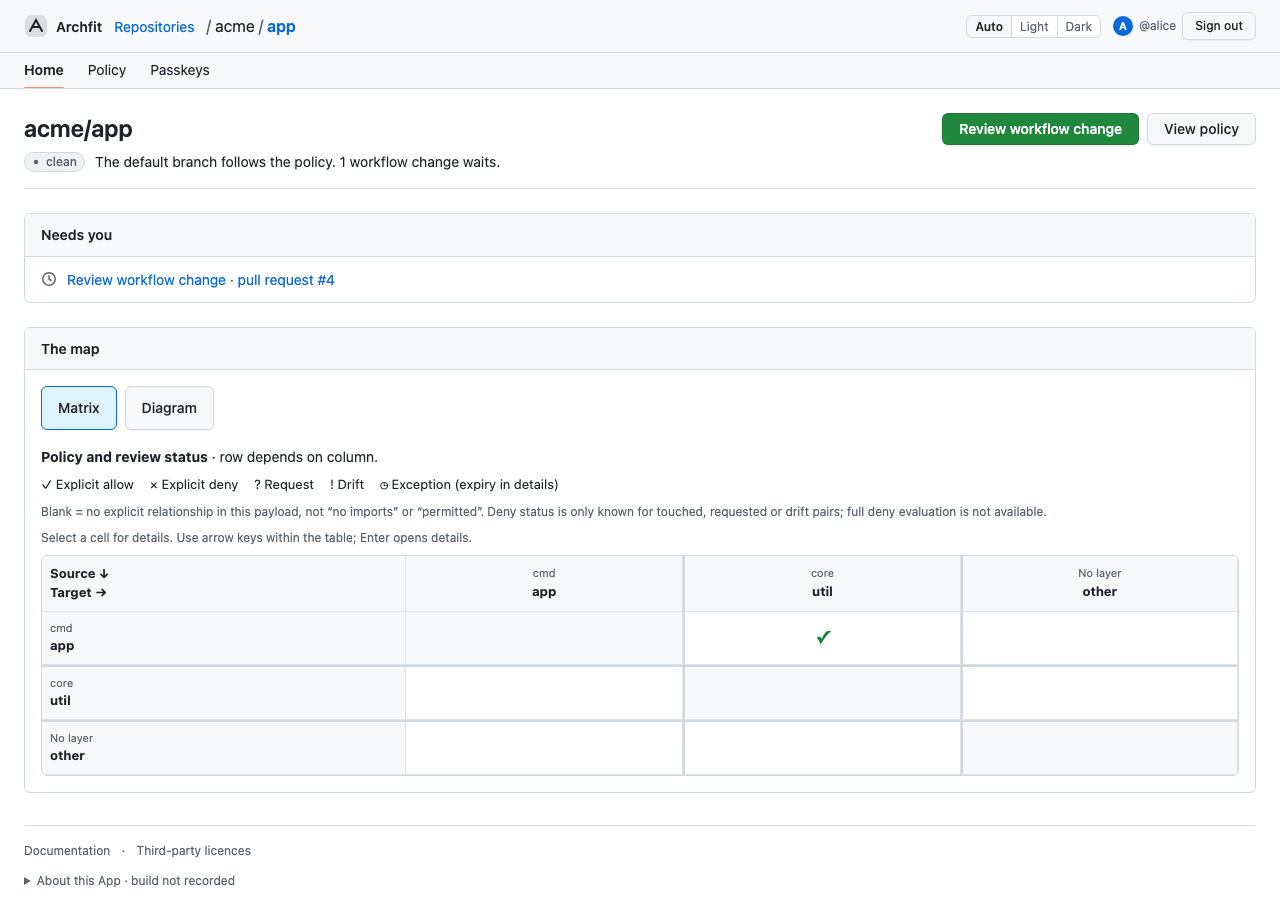 Archfit Repositories / acme / app
Auto Light Dark A @alice Sign out
Home Policy Passkeys
acme/app
Review workflow change View policy
• clean The default branch follows the policy. 1 workflow change waits.
Needs you
Review workflow change · pull request #4
The map
Matrix Diagram
Policy and review status · row depends on column.
✓ Explicit allow × Explicit deny ? Request ! Drift ◷ Exception (expiry in details)
Blank = no explicit relationship in this payload, not “no imports” or “permitted”. Deny status is only known for touched, requested or drift pairs; full deny evaluation is not available.
Select a cell for details. Use arrow keys within the table; Enter opens details.
Source ↓
Target →
cmd
app
core
util
No layer
other
cmd
app
✓
core
util
No layer
other
Documentation · Third-party licences
▶ About this App · build not recorded